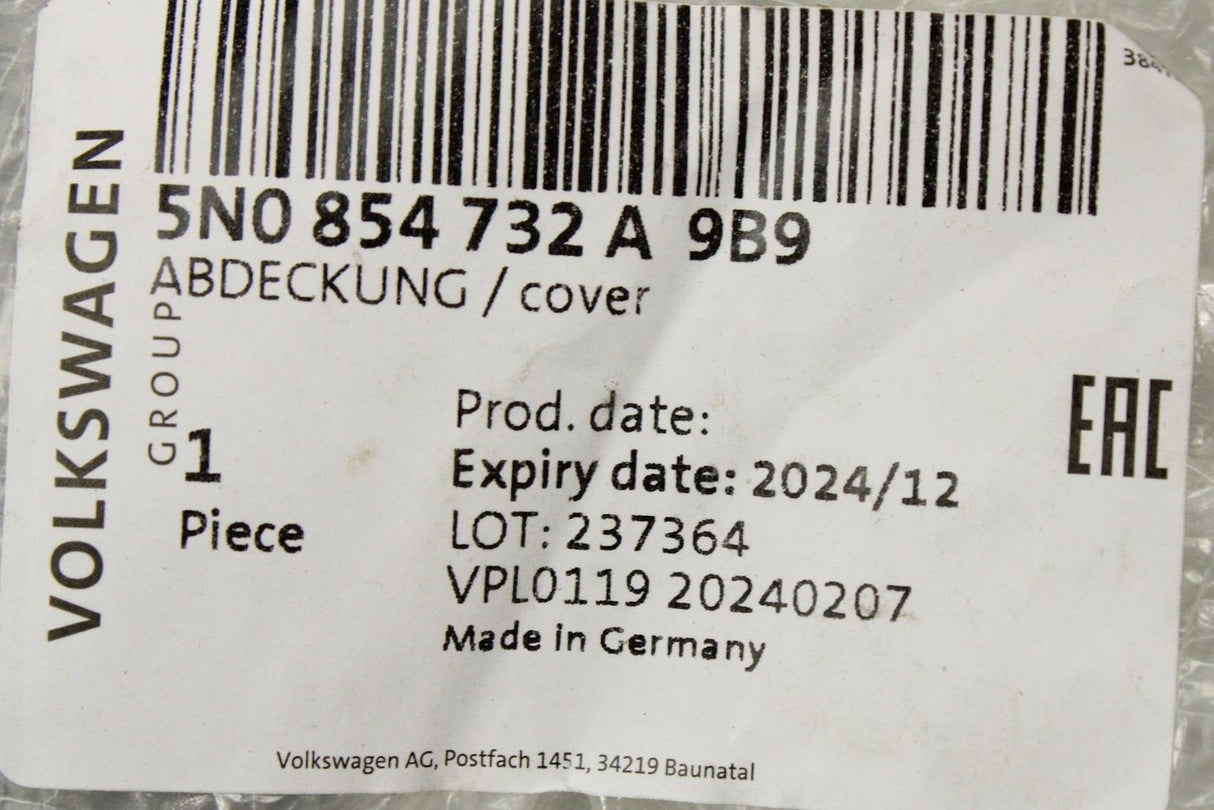 5N0 854 732 A 9B9
ABDECKUNG / cover
VOLKSWAGEN
GROUP
1
Piece
Prod. date:
Expiry date: 2024/12
LOT: 237364
VPL0119 20240207
Made in Germany
EAC
Volkswagen AG, Postfach 1451, 34219 Baunatal